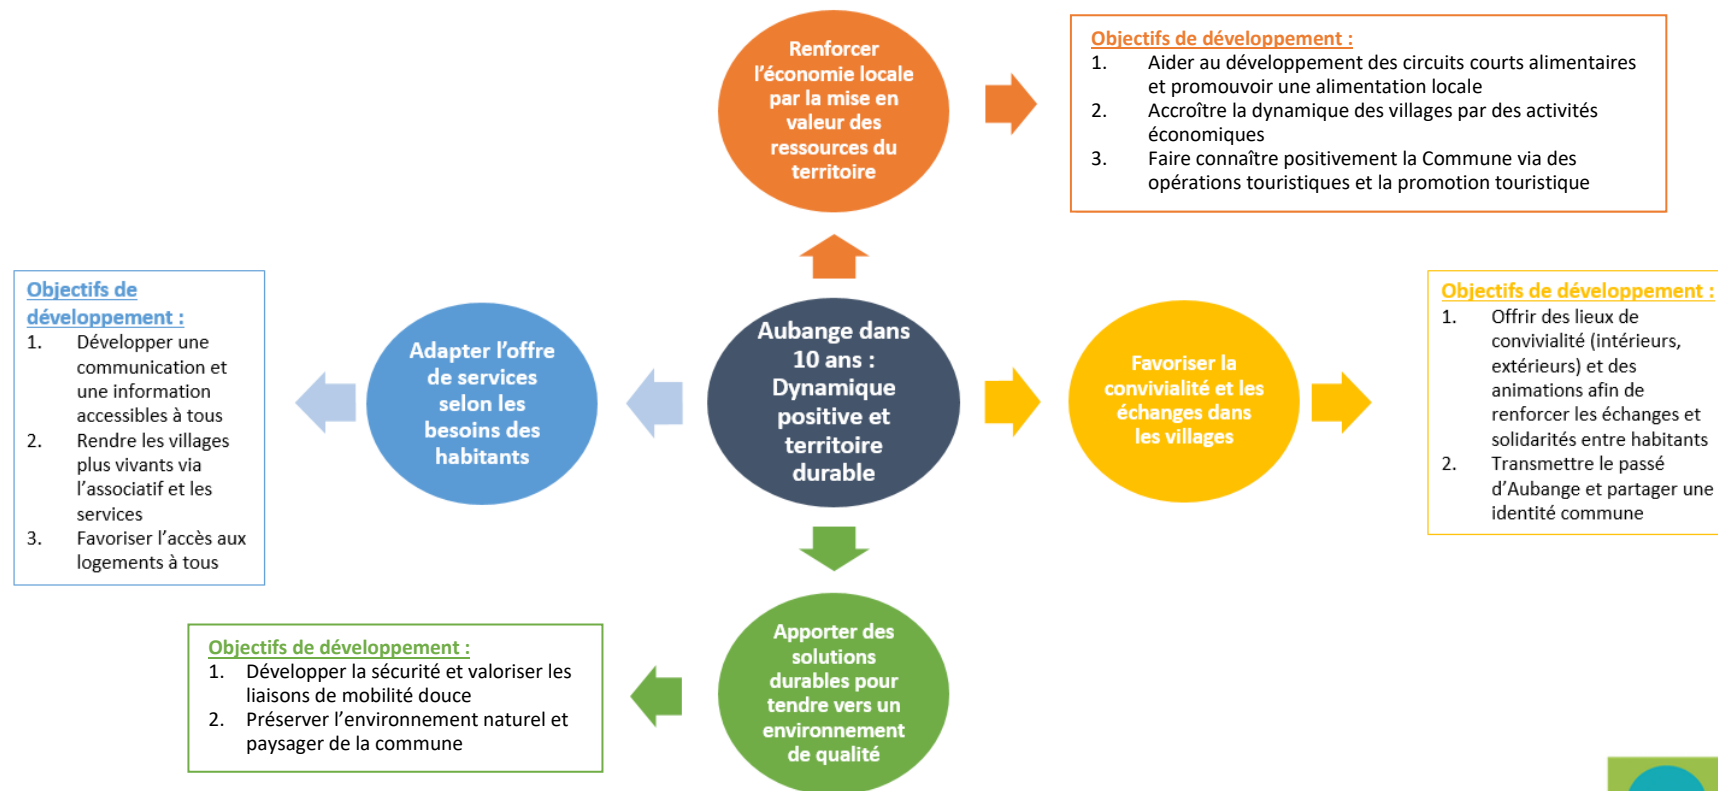 Renforcer
l’économie locale
par la mise en
valeur des
ressources du
territoire
Objectifs de développement :
1. Aider au développement des circuits courts alimentaires
et promouvoir une alimentation locale
2. Accroître la dynamique des villages par des activités
économiques
3. Faire connaître positivement la Commune via des
opérations touristiques et la promotion touristique
Objectifs de
développement :
1. Développer une
communication et
une information
accessibles à tous
2. Rendre les villages
plus vivants via
l’associatif et les
services
3. Favoriser l’accès aux
logements à tous
Adapter l’offre
de services
selon les
besoins des
habitants
Aubange dans
10 ans :
Dynamique
positive et
territoire
durable
Favoriser la
convivialité et les
échanges dans
les villages
Objectifs de développement :
1. Offrir des lieux de
convivialité (intérieurs,
extérieurs) et des
animations afin de
renforcer les échanges et
solidarités entre habitants
2. Transmettre le passé
d’Aubange et partager une
identité commune
Objectifs de développement :
1. Développer la sécurité et valoriser les
liaisons de mobilité douce
2. Préserver l’environnement naturel et
paysager de la commune
Apporter des
solutions
durables pour
tendre vers un
environnement
de qualité